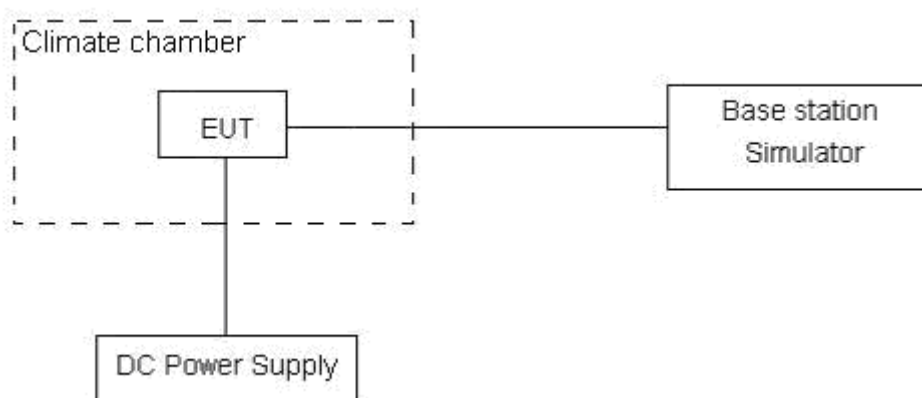 Climate chamber
EUT
Base station
Simulator
DC Power Supply